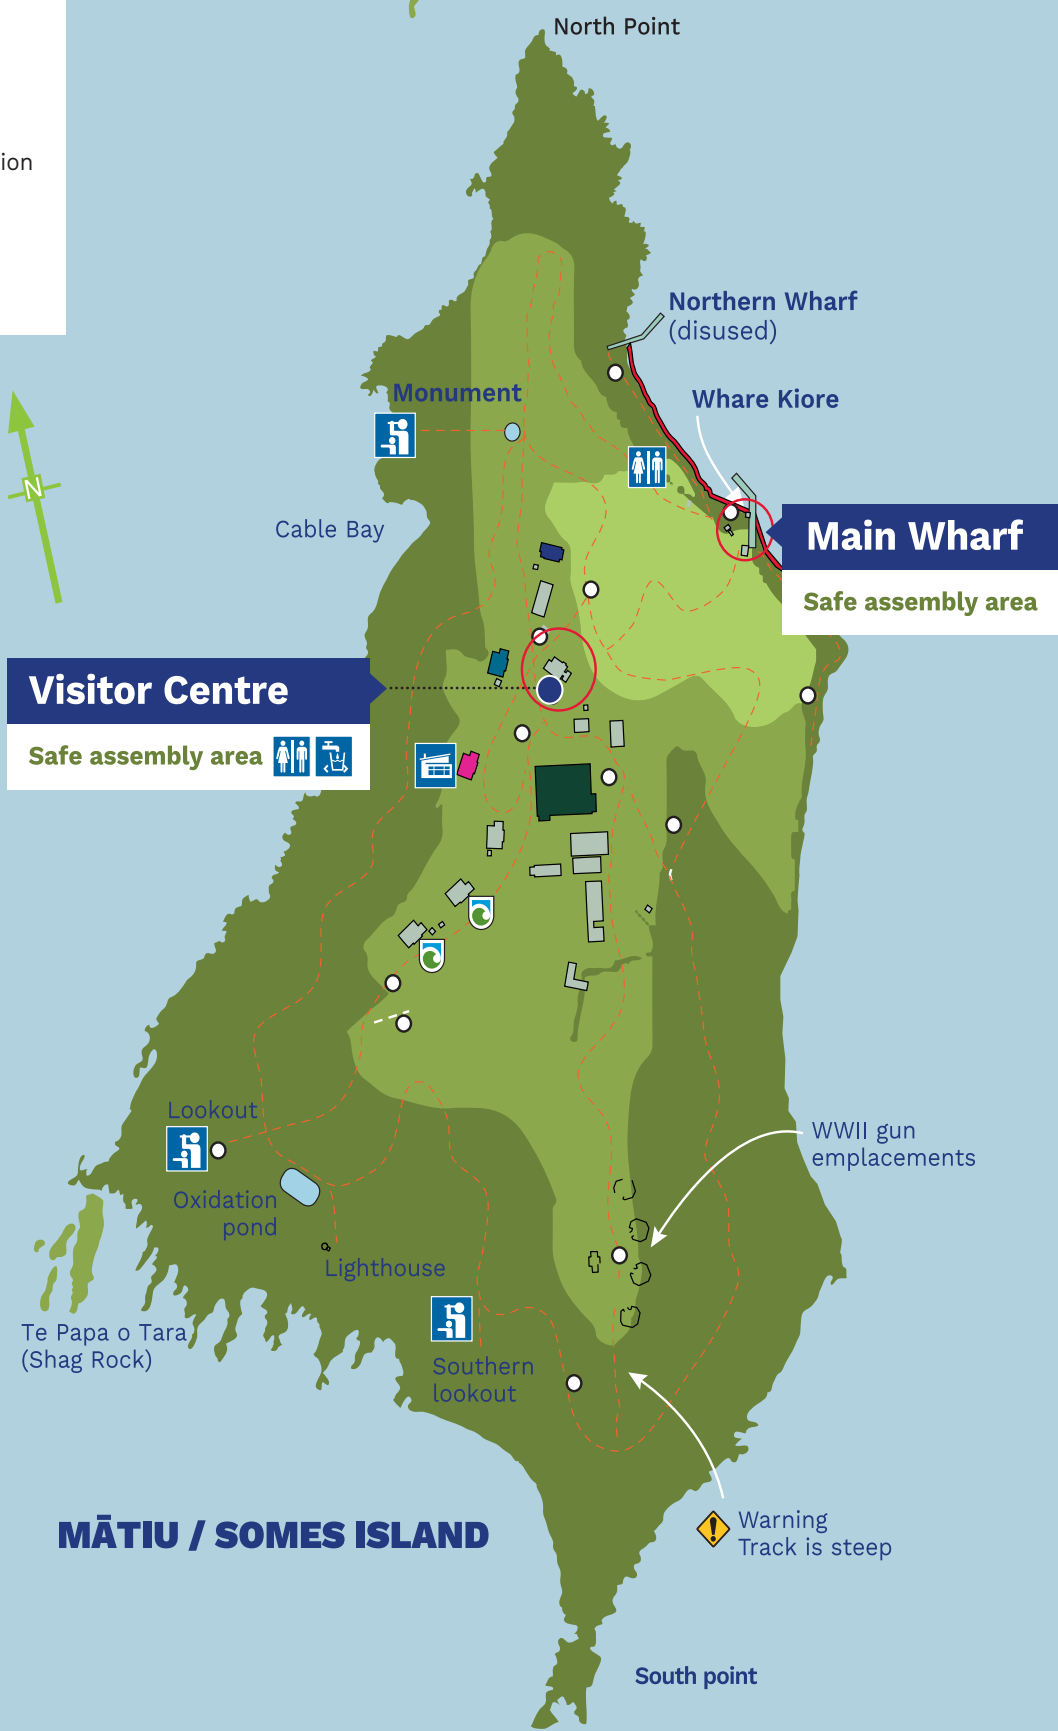 North Point
ion
Northern Wharf
(disused)
Monument
Whare Kiore
N
Cable Bay
Main Wharf
Safe assembly area
Visitor Centre
Safe assembly area
Lookout
WWII gun
emplacements
Oxidation
pond
Lighthouse
Te Papa o Tara
(Shag Rock)
Southern
lookout
MĀTIU / SOMES ISLAND
Warning
Track is steep
South point